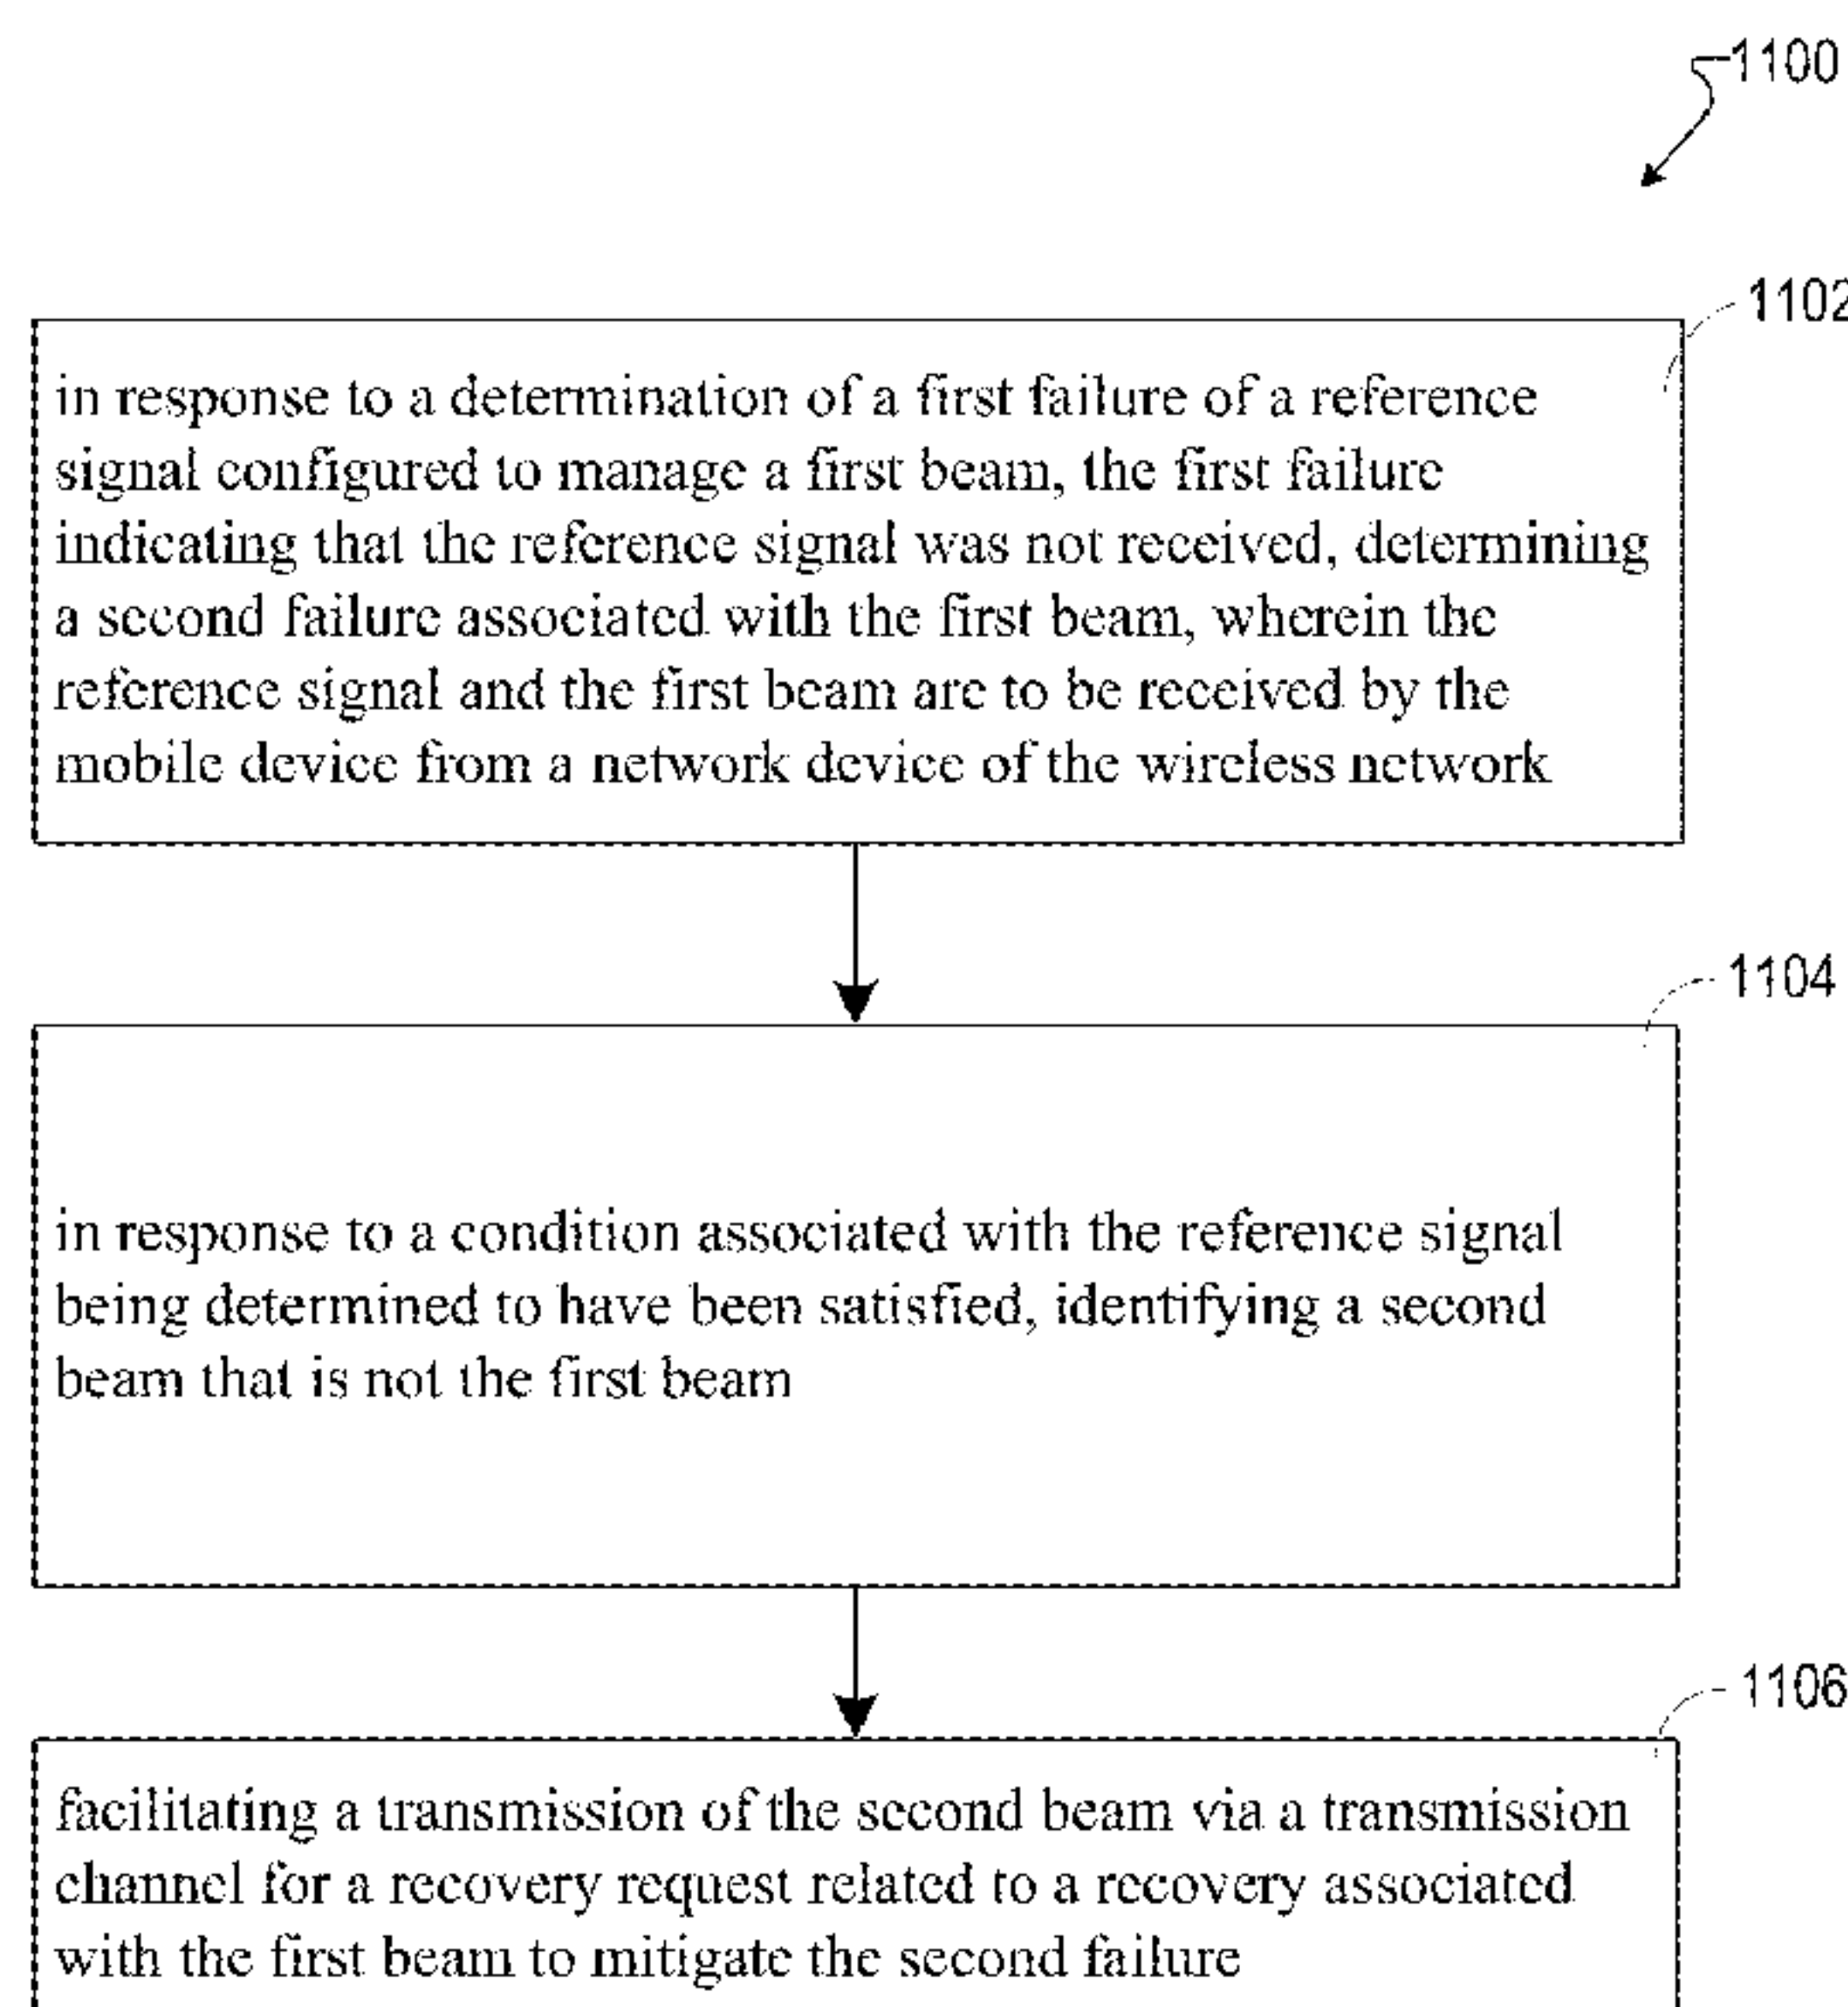 1100
1102
in response to a determination of a first failure of a reference
signal configured to manage a first beam, the first failure
indicating that the reference signal was not received, determining
a second failure associated with the first beam, wherein the
reference signal and the first beam are to be received by the
mobile device from a network device of the wireless network
1104
in response to a condition associated with the reference signal
being determined to have been satisfied, identifying a second
beam that is not the first beam
1106
facilitating a transmission of the second beam via a transmission
channel for a recovery request related to a recovery associated
with the first beam to mitigate the second failure